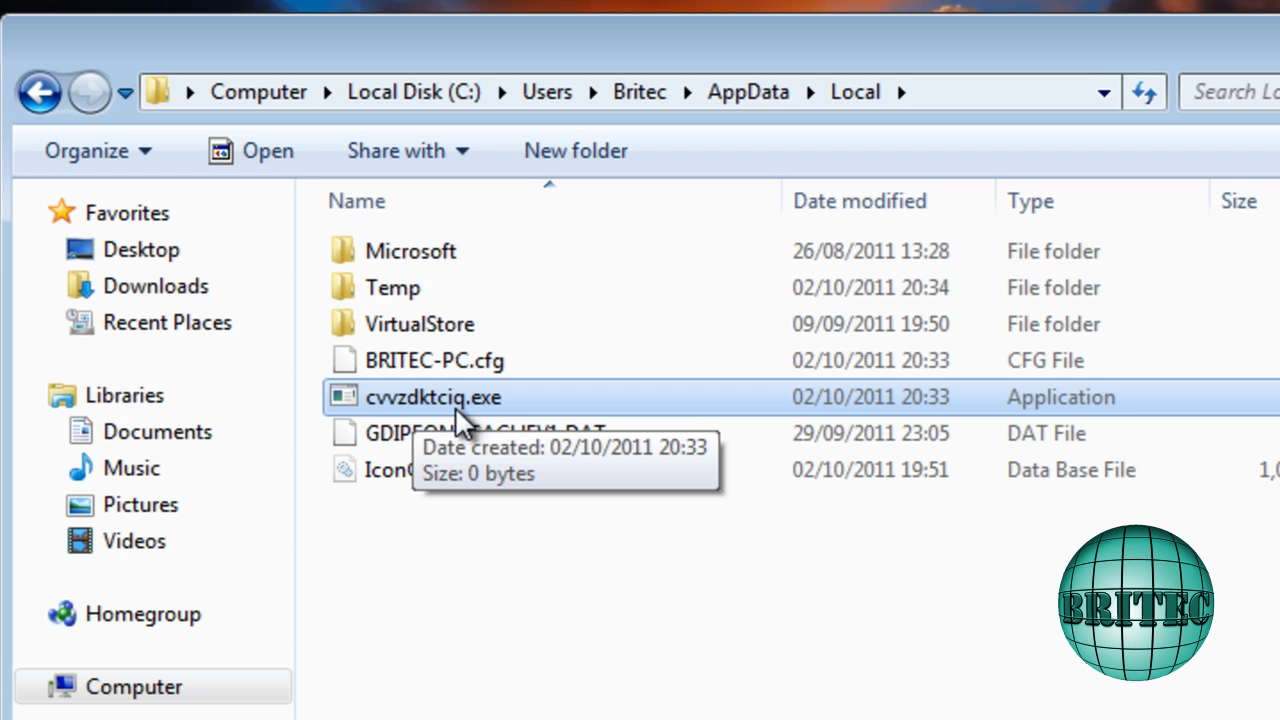 Computer Local Disk (C:) Users Britec AppData Local Search Lo
Organize Open Share with New folder
Name Date modified Type Size
Favorites
Desktop
Downloads
Recent Places
Libraries
Documents
Music
Pictures
Videos
Homegroup
Computer
Microsoft 26/08/2011 13:28 File folder
Temp 02/10/2011 20:34 File folder
VirtualStore 09/09/2011 19:50 File folder
BRITEC-PC.cfg 02/10/2011 20:33 CFG File
cvvzdktciq.exe 02/10/2011 20:33 Application
29/09/2011 23:05 DAT File
Date created: 02/10/2011 20:33
Size: 0 bytes
02/10/2011 19:51 Data Base File 1,0
BRITEC